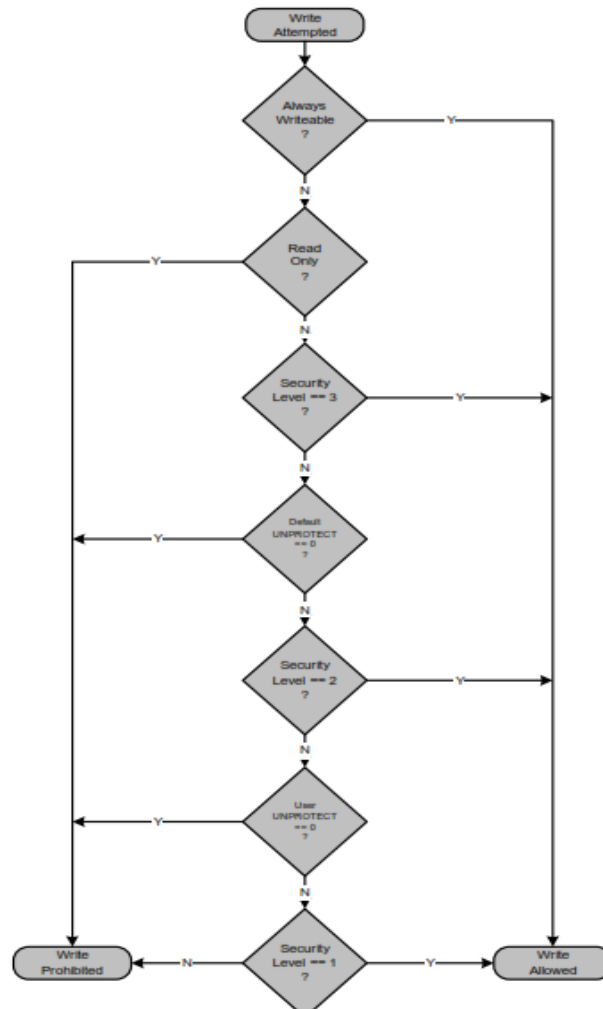 Write
Attempted
Always
Writeable
?
Y
N
Read
Only
?
Y
N
Security
Level == 3
?
Y
N
Default
UNPROTECT
== 0
?
Y
N
Security
Level == 2
?
Y
N
User
UNPROTECT
== 0
?
Y
N
Write
Prohibited
N
Security
Level == 1
?
Y
Write
Allowed